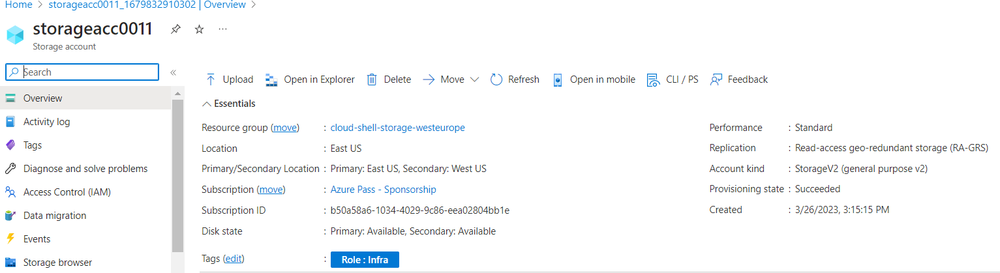 Home > storageacc0011_1679832910302 | Overview >
storageacc0011 ...
Storage account
Search «
Upload Open in Explorer Delete Move Refresh Open in mobile CLI / PS Feedback
Overview
Activity log
Tags
Diagnose and solve problems
Access Control (IAM)
Data migration
Events
Storage browser
Essentials
Resource group (move) : cloud-shell-storage-westeurope
Location : East US
Primary/Secondary Location : Primary: East US, Secondary: West US
Subscription (move) : Azure Pass - Sponsorship
Subscription ID : b50a58a6-1034-4029-9c86-eea02804bb1e
Disk state : Primary: Available, Secondary: Available
Tags (edit) : Role : Infra
Performance : Standard
Replication : Read-access geo-redundant storage (RA-GRS)
Account kind : StorageV2 (general purpose v2)
Provisioning state : Succeeded
Created : 3/26/2023, 3:15:15 PM